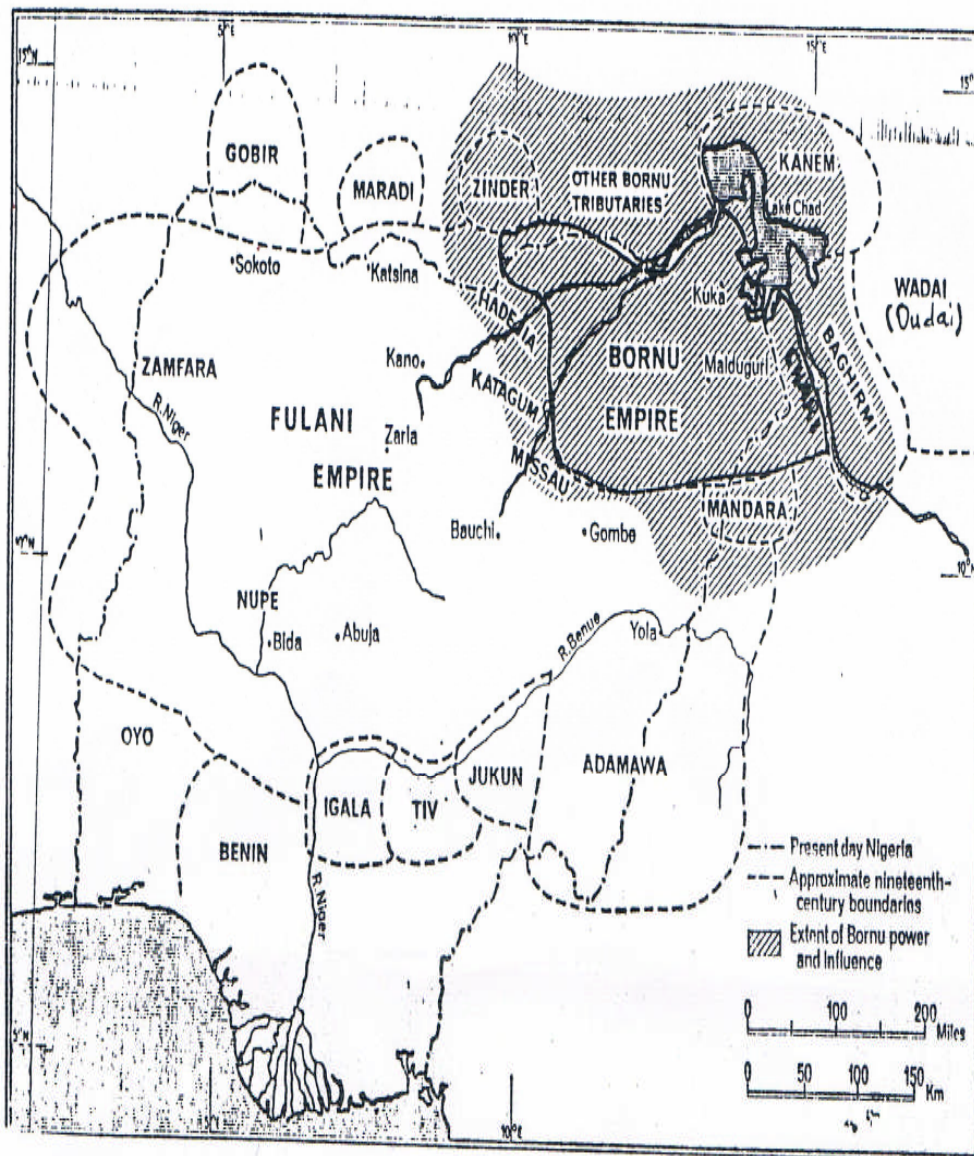 5°E
10°E
15°E
15°N
15°
GOBIR
MARADI
ZINDER
OTHER BORNU
TRIBUTARIES
KANEM
Lake Chad
Sokoto
Katsina
HADEJIA
Kuka
WADAI
(Oudai)
ZAMFARA
R.Niger
Kano
KATAGUM
BORNU
EMPIRE
Maiduguri
BAGHIRMI
FULANI
EMPIRE
Zaria
MISSAU
MANDARA
Bauchi
Gombe
10°N
NUPE
Bida
Abuja
R.Benue
Yola
OYO
BENIN
IGALA
TIV
JUKUN
ADAMAWA
R.Niger
Present day Nigeria
Approximate nineteenth-
century boundaries
Extent of Bornu power
and influence
0 100 200
Miles
0 50 100 150
Km
5°N
10°E